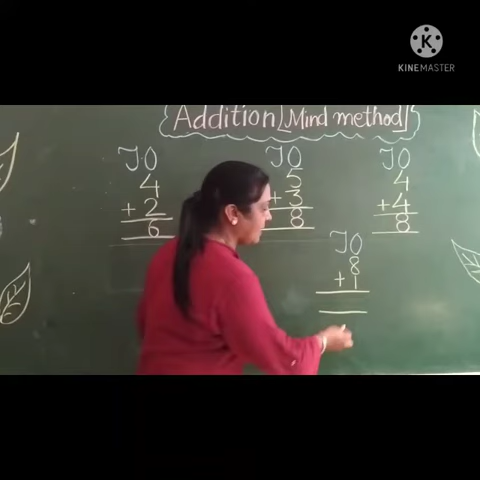 K
KINEMASTER
Addition [Mind method]
TO
4
+ 2
6
TO
5
+ 3
8
TO
4
+ 4
8
TO
8
+ 1